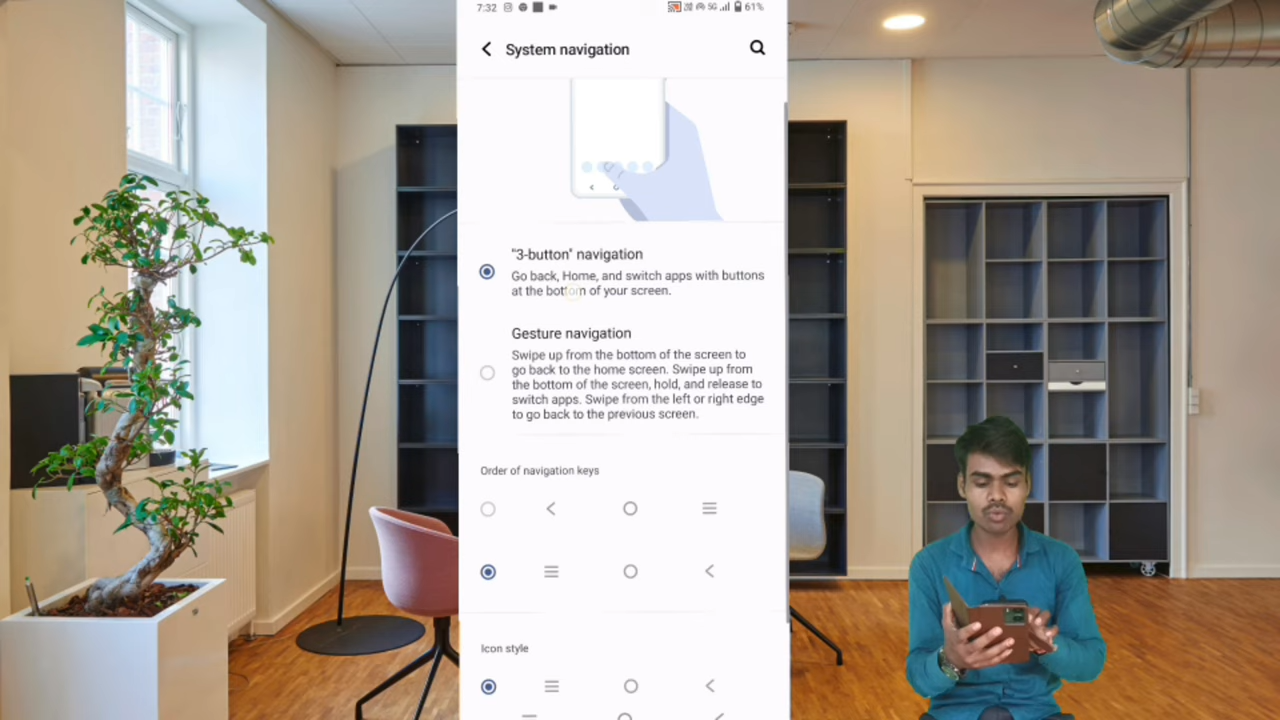 7:32 5G 61%
System navigation
"3-button" navigation
Go back, Home, and switch apps with buttons
at the bottom of your screen.
Gesture navigation
Swipe up from the bottom of the screen to
go back to the home screen. Swipe up from
the bottom of the screen, hold, and release to
switch apps. Swipe from the left or right edge
to go back to the previous screen.
Order of navigation keys
Icon style